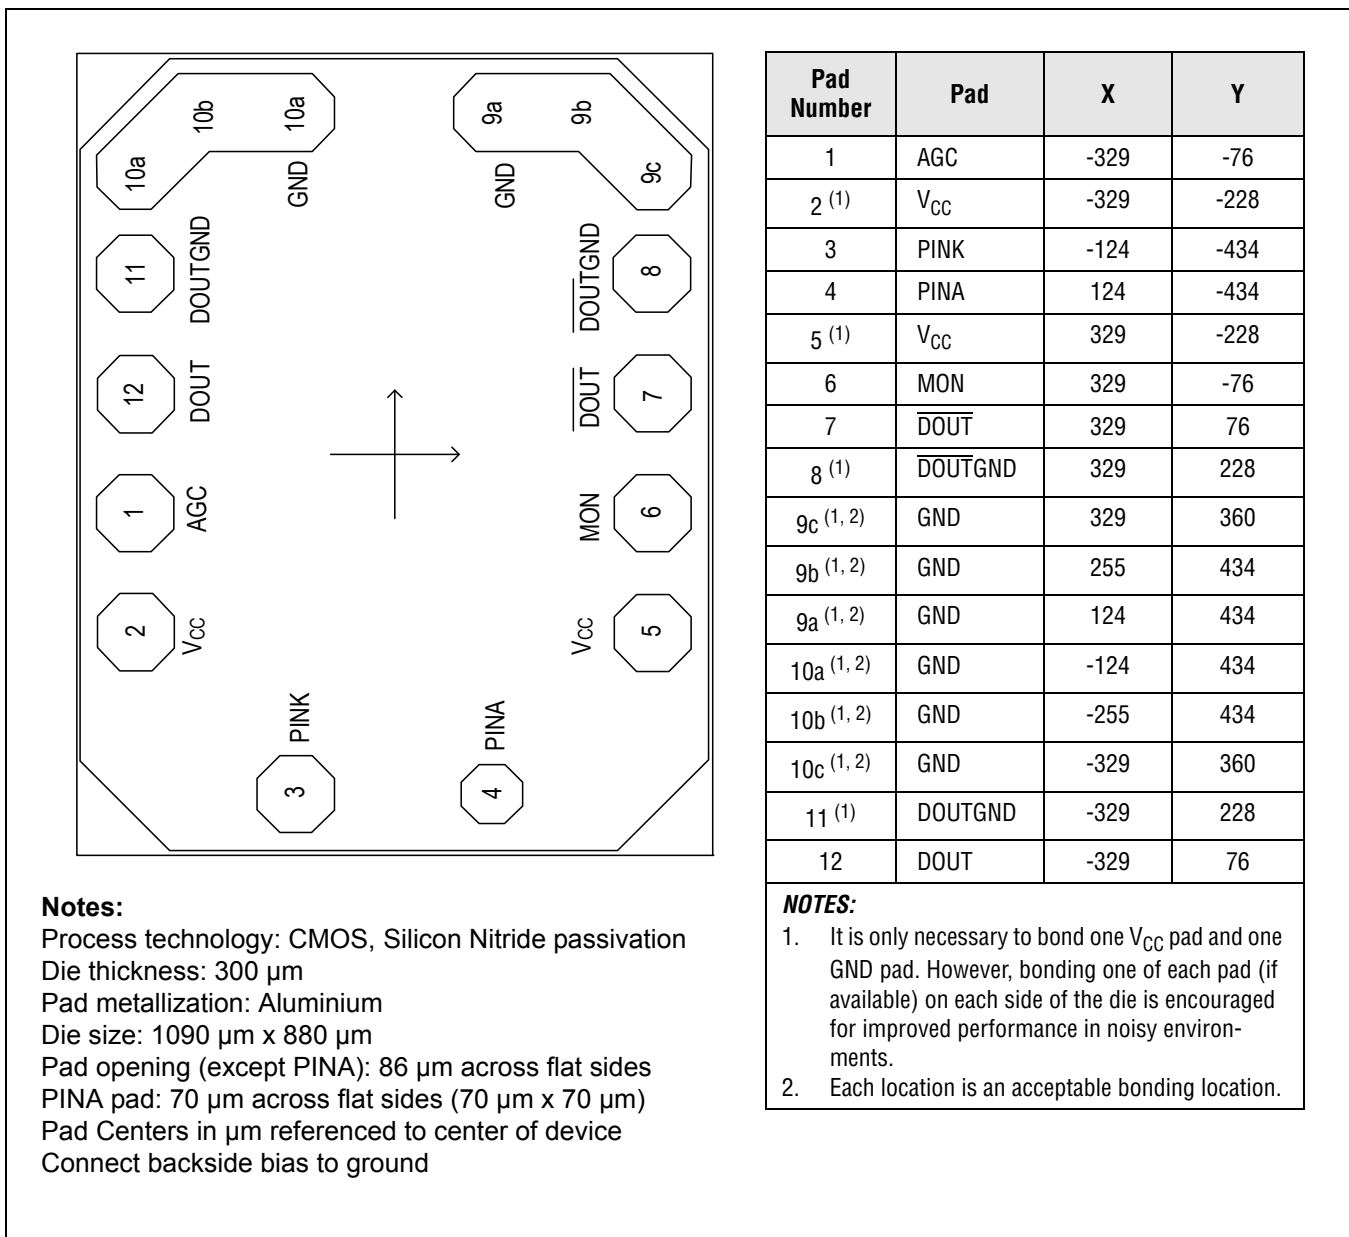 10a
10b
10a
GND
9a
9b
9c
GND
11
DOUTGND
8
DOUTGND
12
DOUT
7
DOUT
1
AGC
6
MON
2
VCC
5
VCC
3
PINK
4
PINA
Notes:
Process technology: CMOS, Silicon Nitride passivation
Die thickness: 300 µm
Pad metallization: Aluminium
Die size: 1090 µm x 880 µm
Pad opening (except PINA): 86 µm across flat sides
PINA pad: 70 µm across flat sides (70 µm x 70 µm)
Pad Centers in µm referenced to center of device
Connect backside bias to ground
Pad Number Pad X Y
1 AGC -329 -76
2 (1) VCC -329 -228
3 PINK -124 -434
4 PINA 124 -434
5 (1) VCC 329 -228
6 MON 329 -76
7 DOUT 329 76
8 (1) DOUTGND 329 228
9c (1, 2) GND 329 360
9b (1, 2) GND 255 434
9a (1, 2) GND 124 434
10a (1, 2) GND -124 434
10b (1, 2) GND -255 434
10c (1, 2) GND -329 360
11 (1) DOUTGND -329 228
12 DOUT -329 76
NOTES:
1. It is only necessary to bond one VCC pad and one
GND pad. However, bonding one of each pad (if
available) on each side of the die is encouraged
for improved performance in noisy environ-
ments.
2. Each location is an acceptable bonding location.